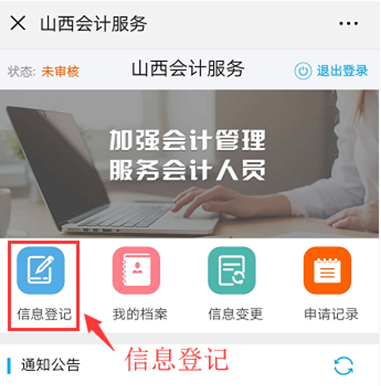 山西会计服务
状态: 未审核
山西会计服务
退出登录
加强会计管理
服务会计人员
信息登记
我的档案
信息变更
申请记录
信息登记
通知公告